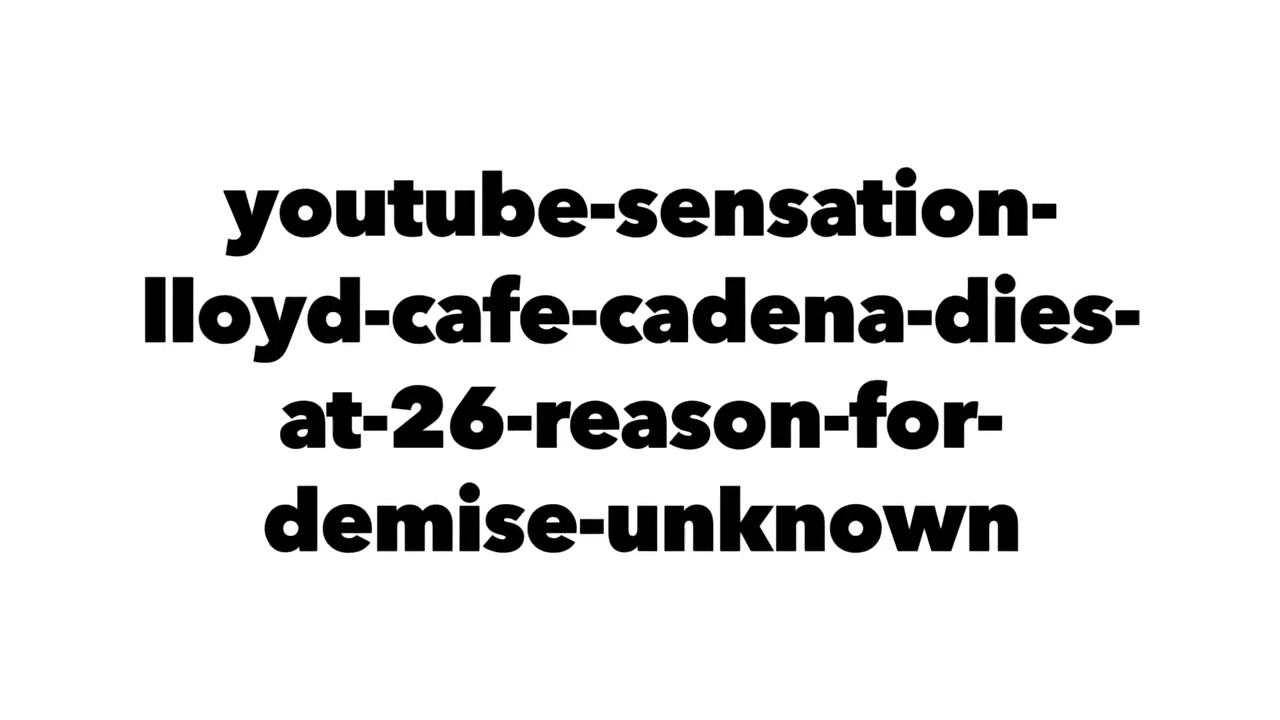 youtube-sensation-
lloyd-cafe-cadena-dies-
at-26-reason-for-
demise-unknown